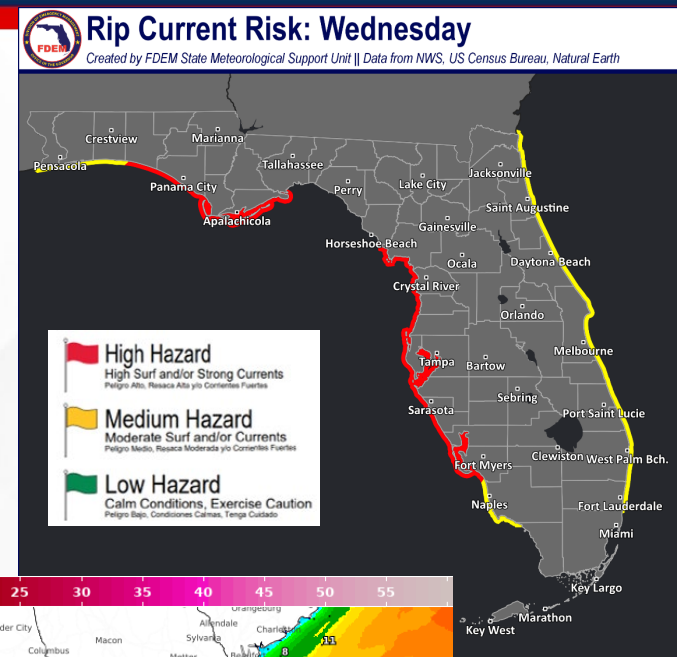 Rip Current Risk: Wednesday
Created by FDEM State Meteorological Support Unit || Data from NWS, US Census Bureau, Natural Earth
FDEM
Crestview
Marianna
Pensacola
Tallahassee
Panama City
Perry
Lake City
Jacksonville
Apalachicola
Saint Augustine
Gainesville
Horseshoe Beach
Ocala
Daytona Beach
Crystal River
Orlando
Melbourne
Tampa
Bartow
Sebring
Sarasota
Port Saint Lucie
Clewiston
West Palm Bch.
Fort Myers
Naples
Fort Lauderdale
Miami
Key Largo
Marathon
Key West
High Hazard
High Surf and/or Strong Currents
Peligro Alto, Resaca Alta y/o Corrientes Fuertes
Medium Hazard
Moderate Surf and/or Currents
Peligro Medio, Resaca Moderada y/o Corrientes Fuertes
Low Hazard
Calm Conditions, Exercise Caution
Peligro Bajo, Condiciones Calmas, Tenga Cuidado
25 30 35 40 45 50 55
Orangeburg
der City
Allendale
Charleston
Macon
Sylvania
11
Columbus
8